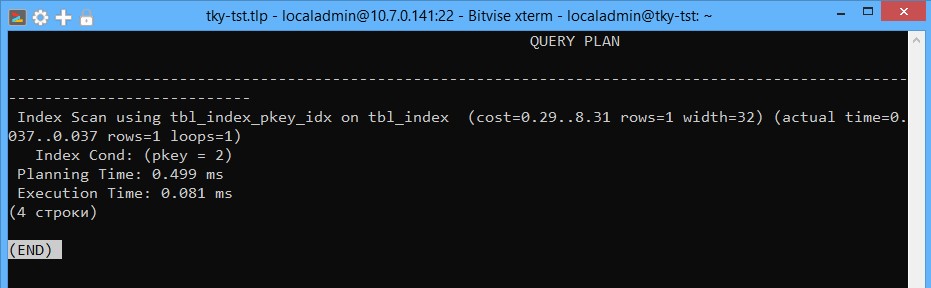 tky-tst.tlp - localadmin@10.7.0.141:22 - Bitvise xterm - localadmin@tky-tst: ~
QUERY PLAN
----------------------------------------------------------------------------------------------------
---------------------------
Index Scan using tbl_index_pkey_idx on tbl_index  (cost=0.29..8.31 rows=1 width=32) (actual time=0.
037..0.037 rows=1 loops=1)
Index Cond: (pkey = 2)
Planning Time: 0.499 ms
Execution Time: 0.081 ms
(4 строки)
(END)